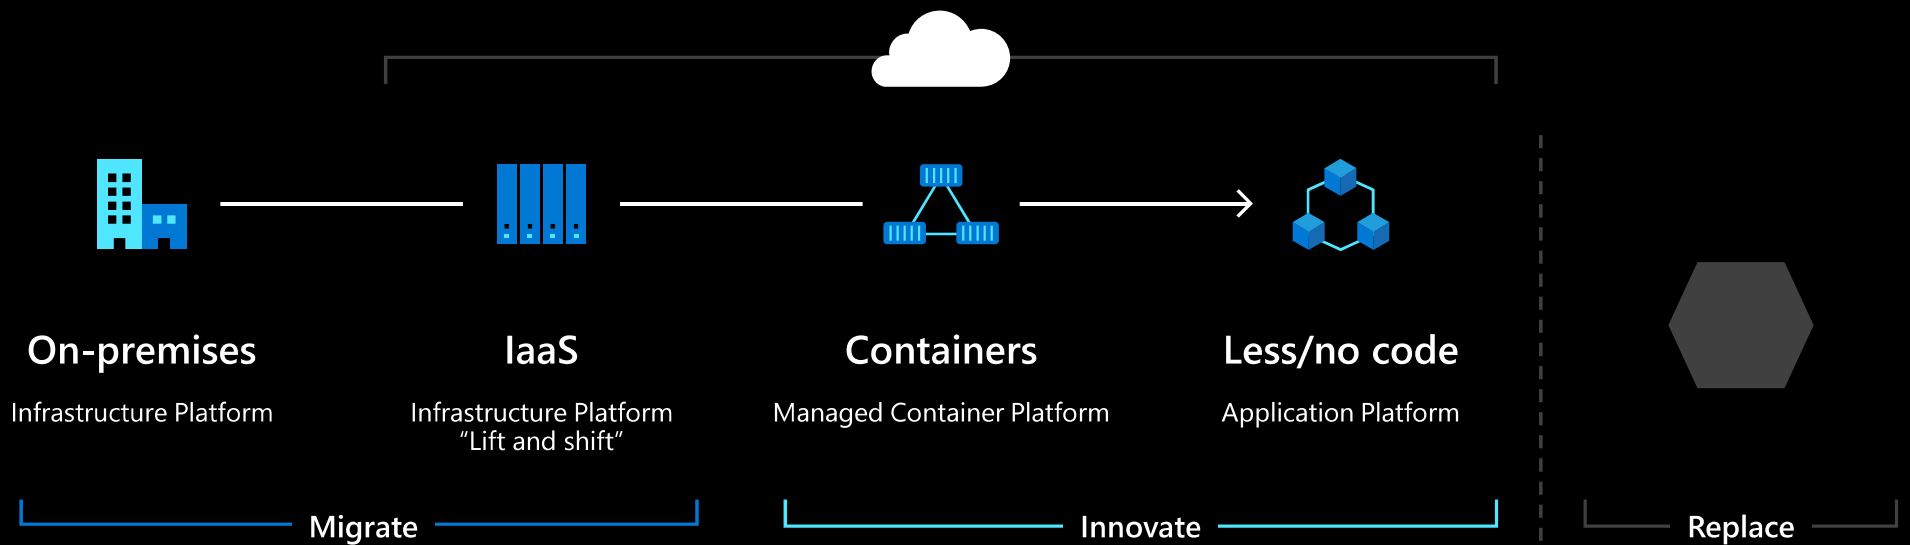 On-premises
Infrastructure Platform
IaaS
Infrastructure Platform
“Lift and shift”
Containers
Managed Container Platform
Less/no code
Application Platform
Migrate
Innovate
Replace